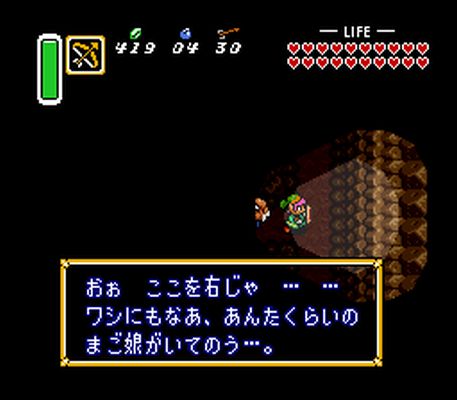 — LIFE —
419 04 30
おぉ ここを右じゃ … …
ワシにもなあ、あんたくらいの
まご娘がいてのう…。